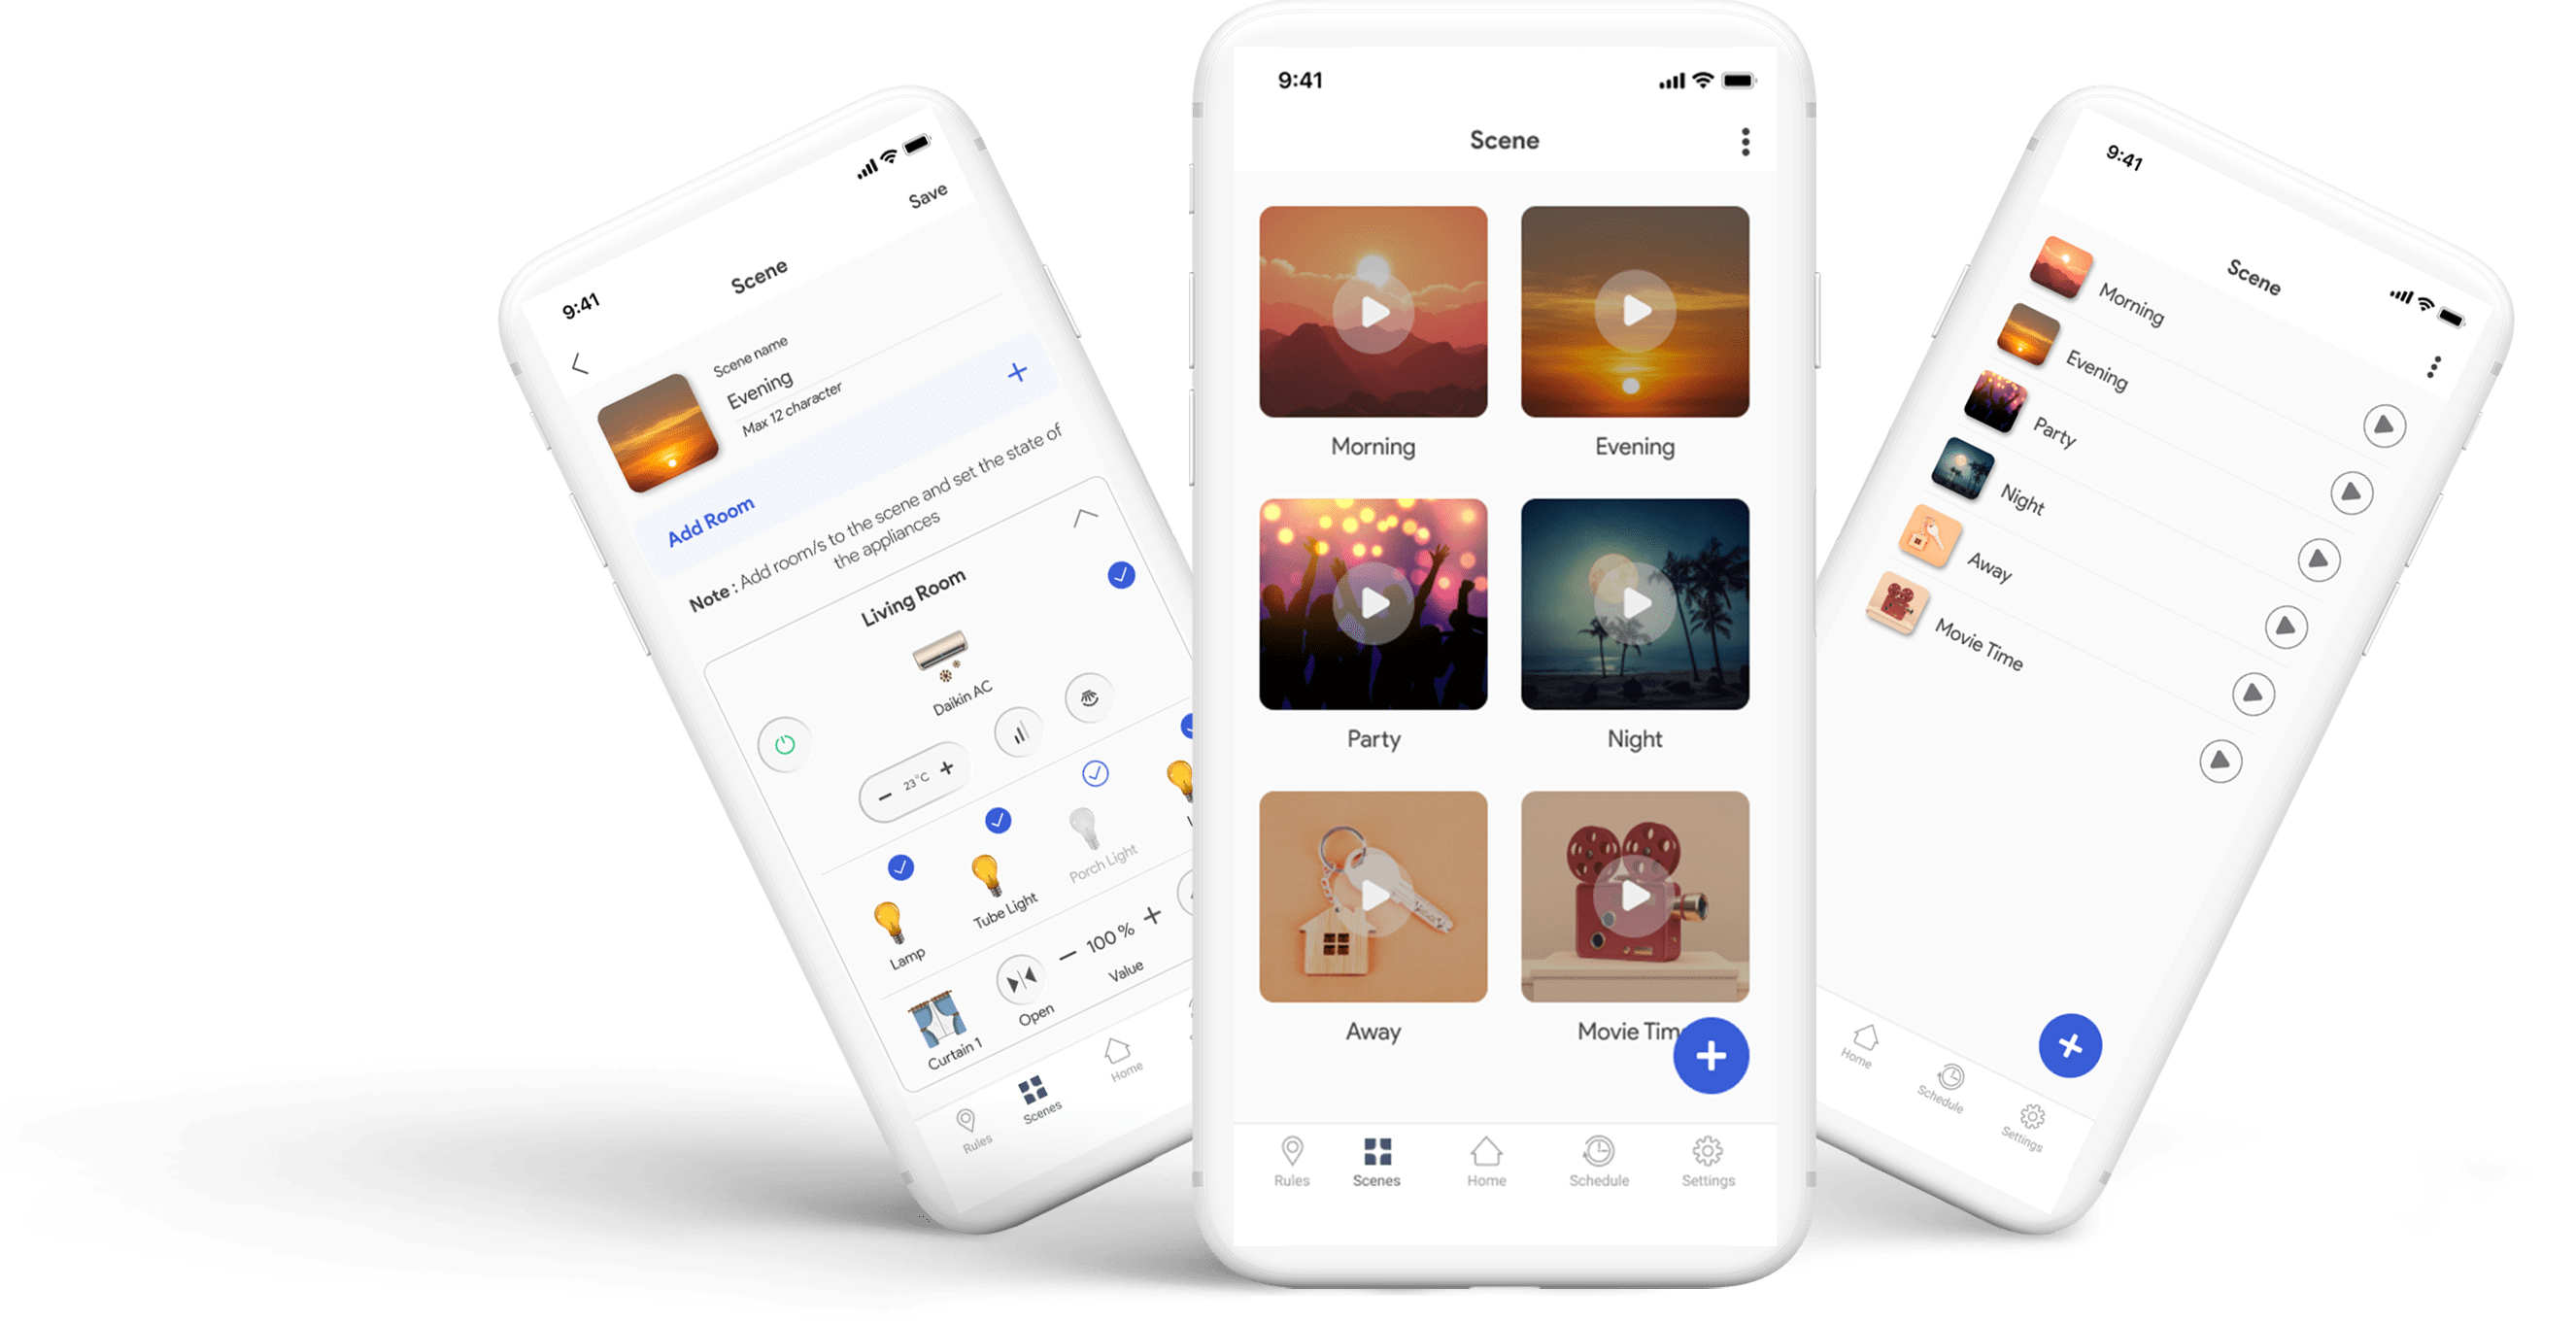 9:41
Save
Scene
Scene name
Evening
Max 12 character
Add Room
Note : Add room/s to the scene and set the state of
the appliances
Living Room
Daikin AC
23°C
Lamp
Tube Light
Porch Light
Curtain 1
Open
100 %
Value
Rules
Scenes
Home
9:41
Scene
Morning
Evening
Party
Night
Away
Movie Tim
Rules
Scenes
Home
Schedule
Settings
9:41
Scene
Morning
Evening
Party
Night
Away
Movie Time
Home
Schedule
Settings